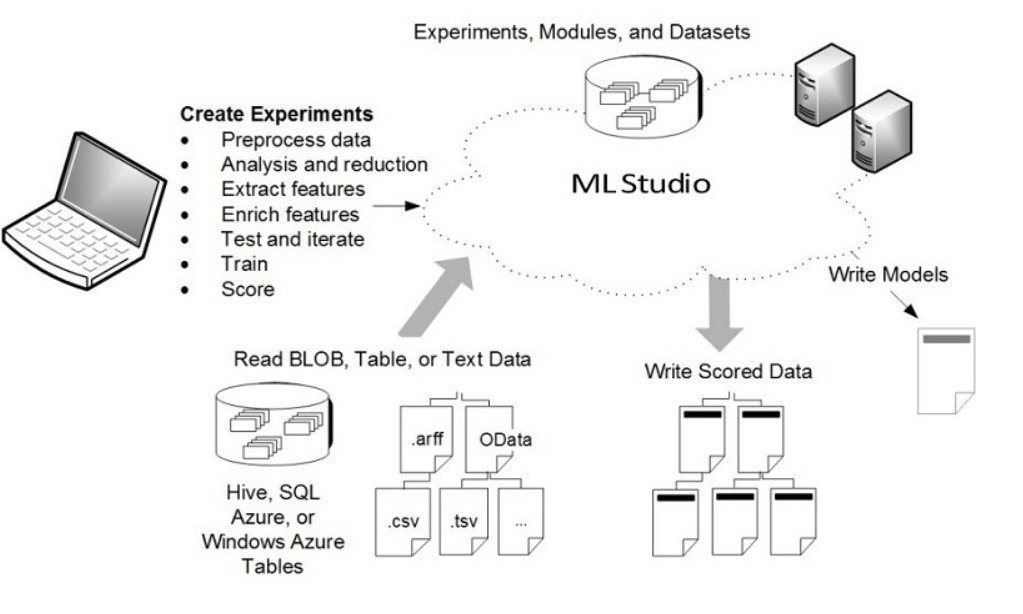 Experiments, Modules, and Datasets
Create Experiments
• Preprocess data
• Analysis and reduction
• Extract features
• Enrich features
• Test and iterate
• Train
• Score
ML Studio
Write Models
Read BLOB, Table, or Text Data
Write Scored Data
.arff
OData
Hive, SQL
Azure, or
Windows Azure
Tables
.csv
.tsv
...